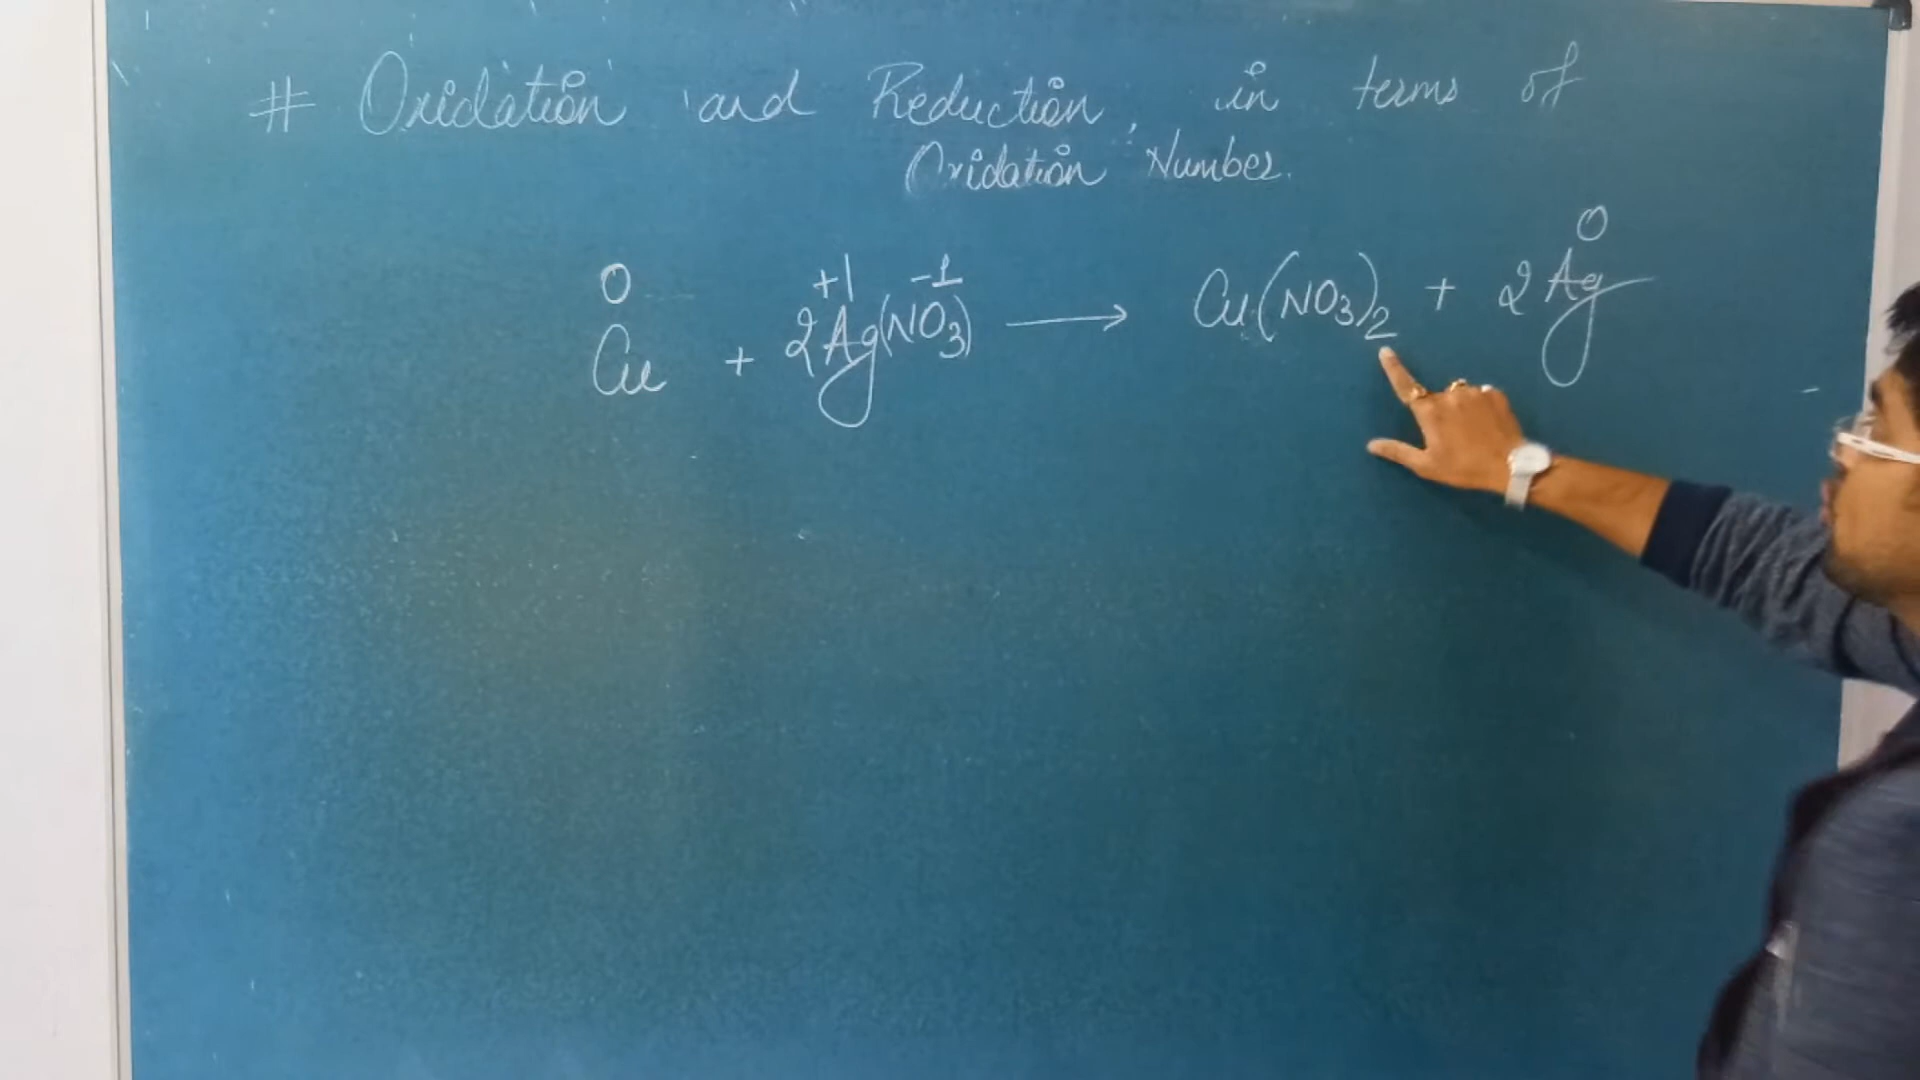 # Oxidation and Reduction in terms of
Oxidation Number.
0 +1 -1 0
Cu + 2Ag(NO3) ⟶ Cu(NO3)2 + 2Ag